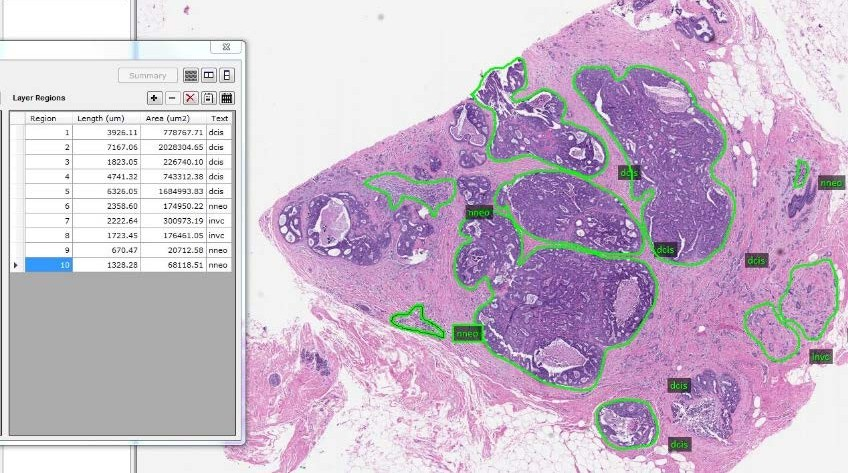 Summary
Layer Regions
Region Length (um) Area (um2) Text
1 3926.11 778767.71 dcis
2 7167.06 2028304.65 dcis
3 1823.05 226740.10 dcis
4 4741.32 743312.38 dcis
5 6326.05 1684993.83 dcis
6 2358.60 174950.22 nneo
7 2222.64 300973.19 invc
8 1723.45 176461.05 invc
9 670.47 20712.58 nneo
10 1328.28 68118.51 nneo
dcis
nneo
nneo
dcis
dcis
nneo
invc
dcis
dcis